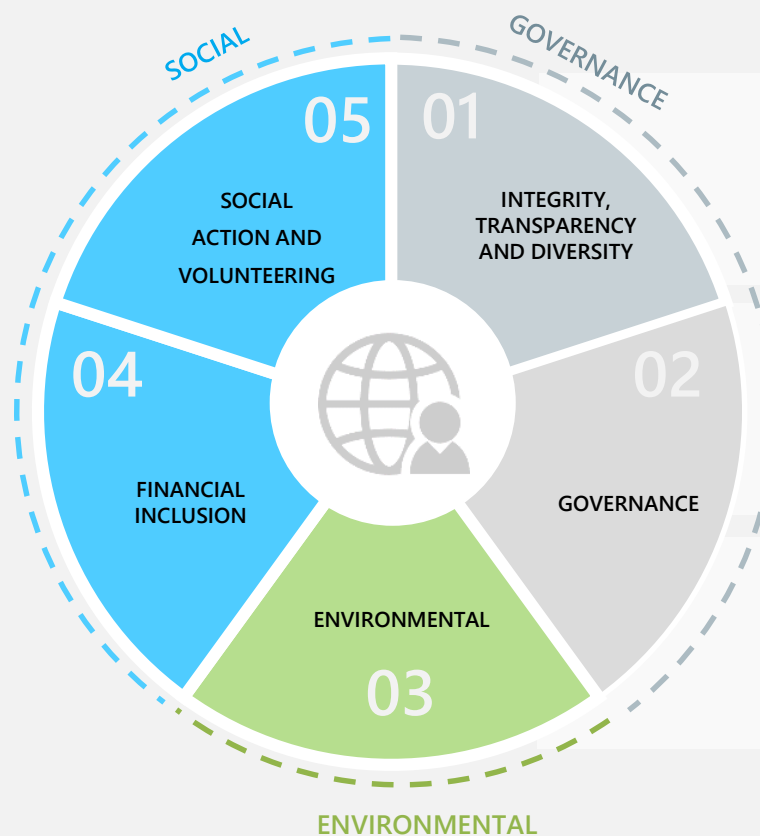 SOCIAL
GOVERNANCE
05
01
SOCIAL
ACTION AND
VOLUNTEERING
INTEGRITY,
TRANSPARENCY
AND DIVERSITY
04
02
FINANCIAL
INCLUSION
GOVERNANCE
ENVIRONMENTAL
03
ENVIRONMENTAL